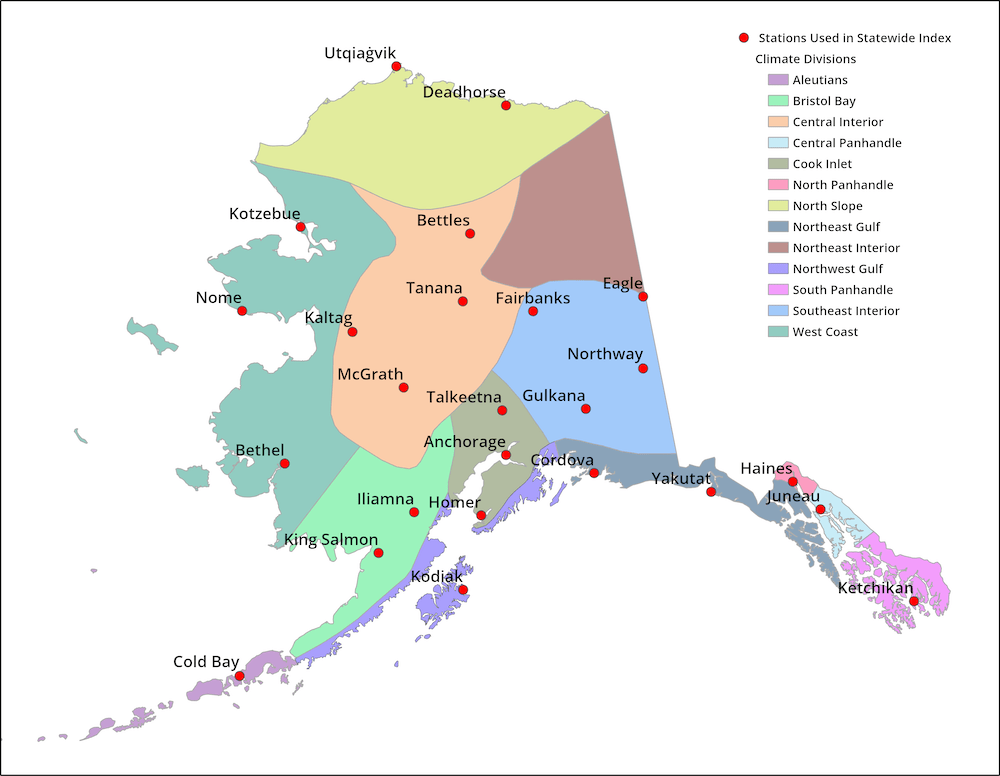 Utqiaġvik
Deadhorse
Kotzebue
Bettles
Nome
Tanana
Fairbanks
Eagle
Kaltag
Northway
McGrath
Talkeetna
Gulkana
Anchorage
Bethel
Cordova
Yakutat
Haines
Juneau
Iliamna
Homer
King Salmon
Kodiak
Ketchikan
Cold Bay
Stations Used in Statewide Index
Climate Divisions
Aleutians
Bristol Bay
Central Interior
Central Panhandle
Cook Inlet
North Panhandle
North Slope
Northeast Gulf
Northeast Interior
Northwest Gulf
South Panhandle
Southeast Interior
West Coast